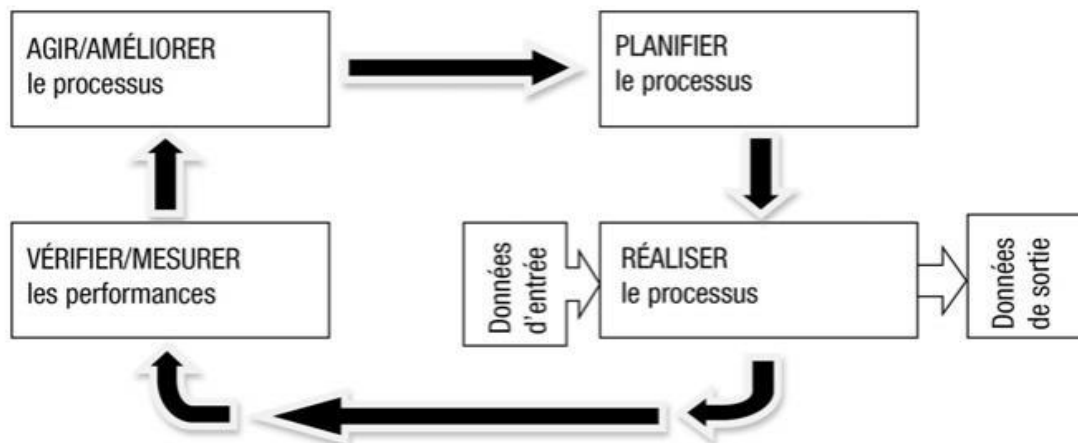 AGIR/AMÉLIORER
le processus
PLANIFIER
le processus
VÉRIFIER/MESURER
les performances
Données
d'entrée
RÉALISER
le processus
Données
de sortie